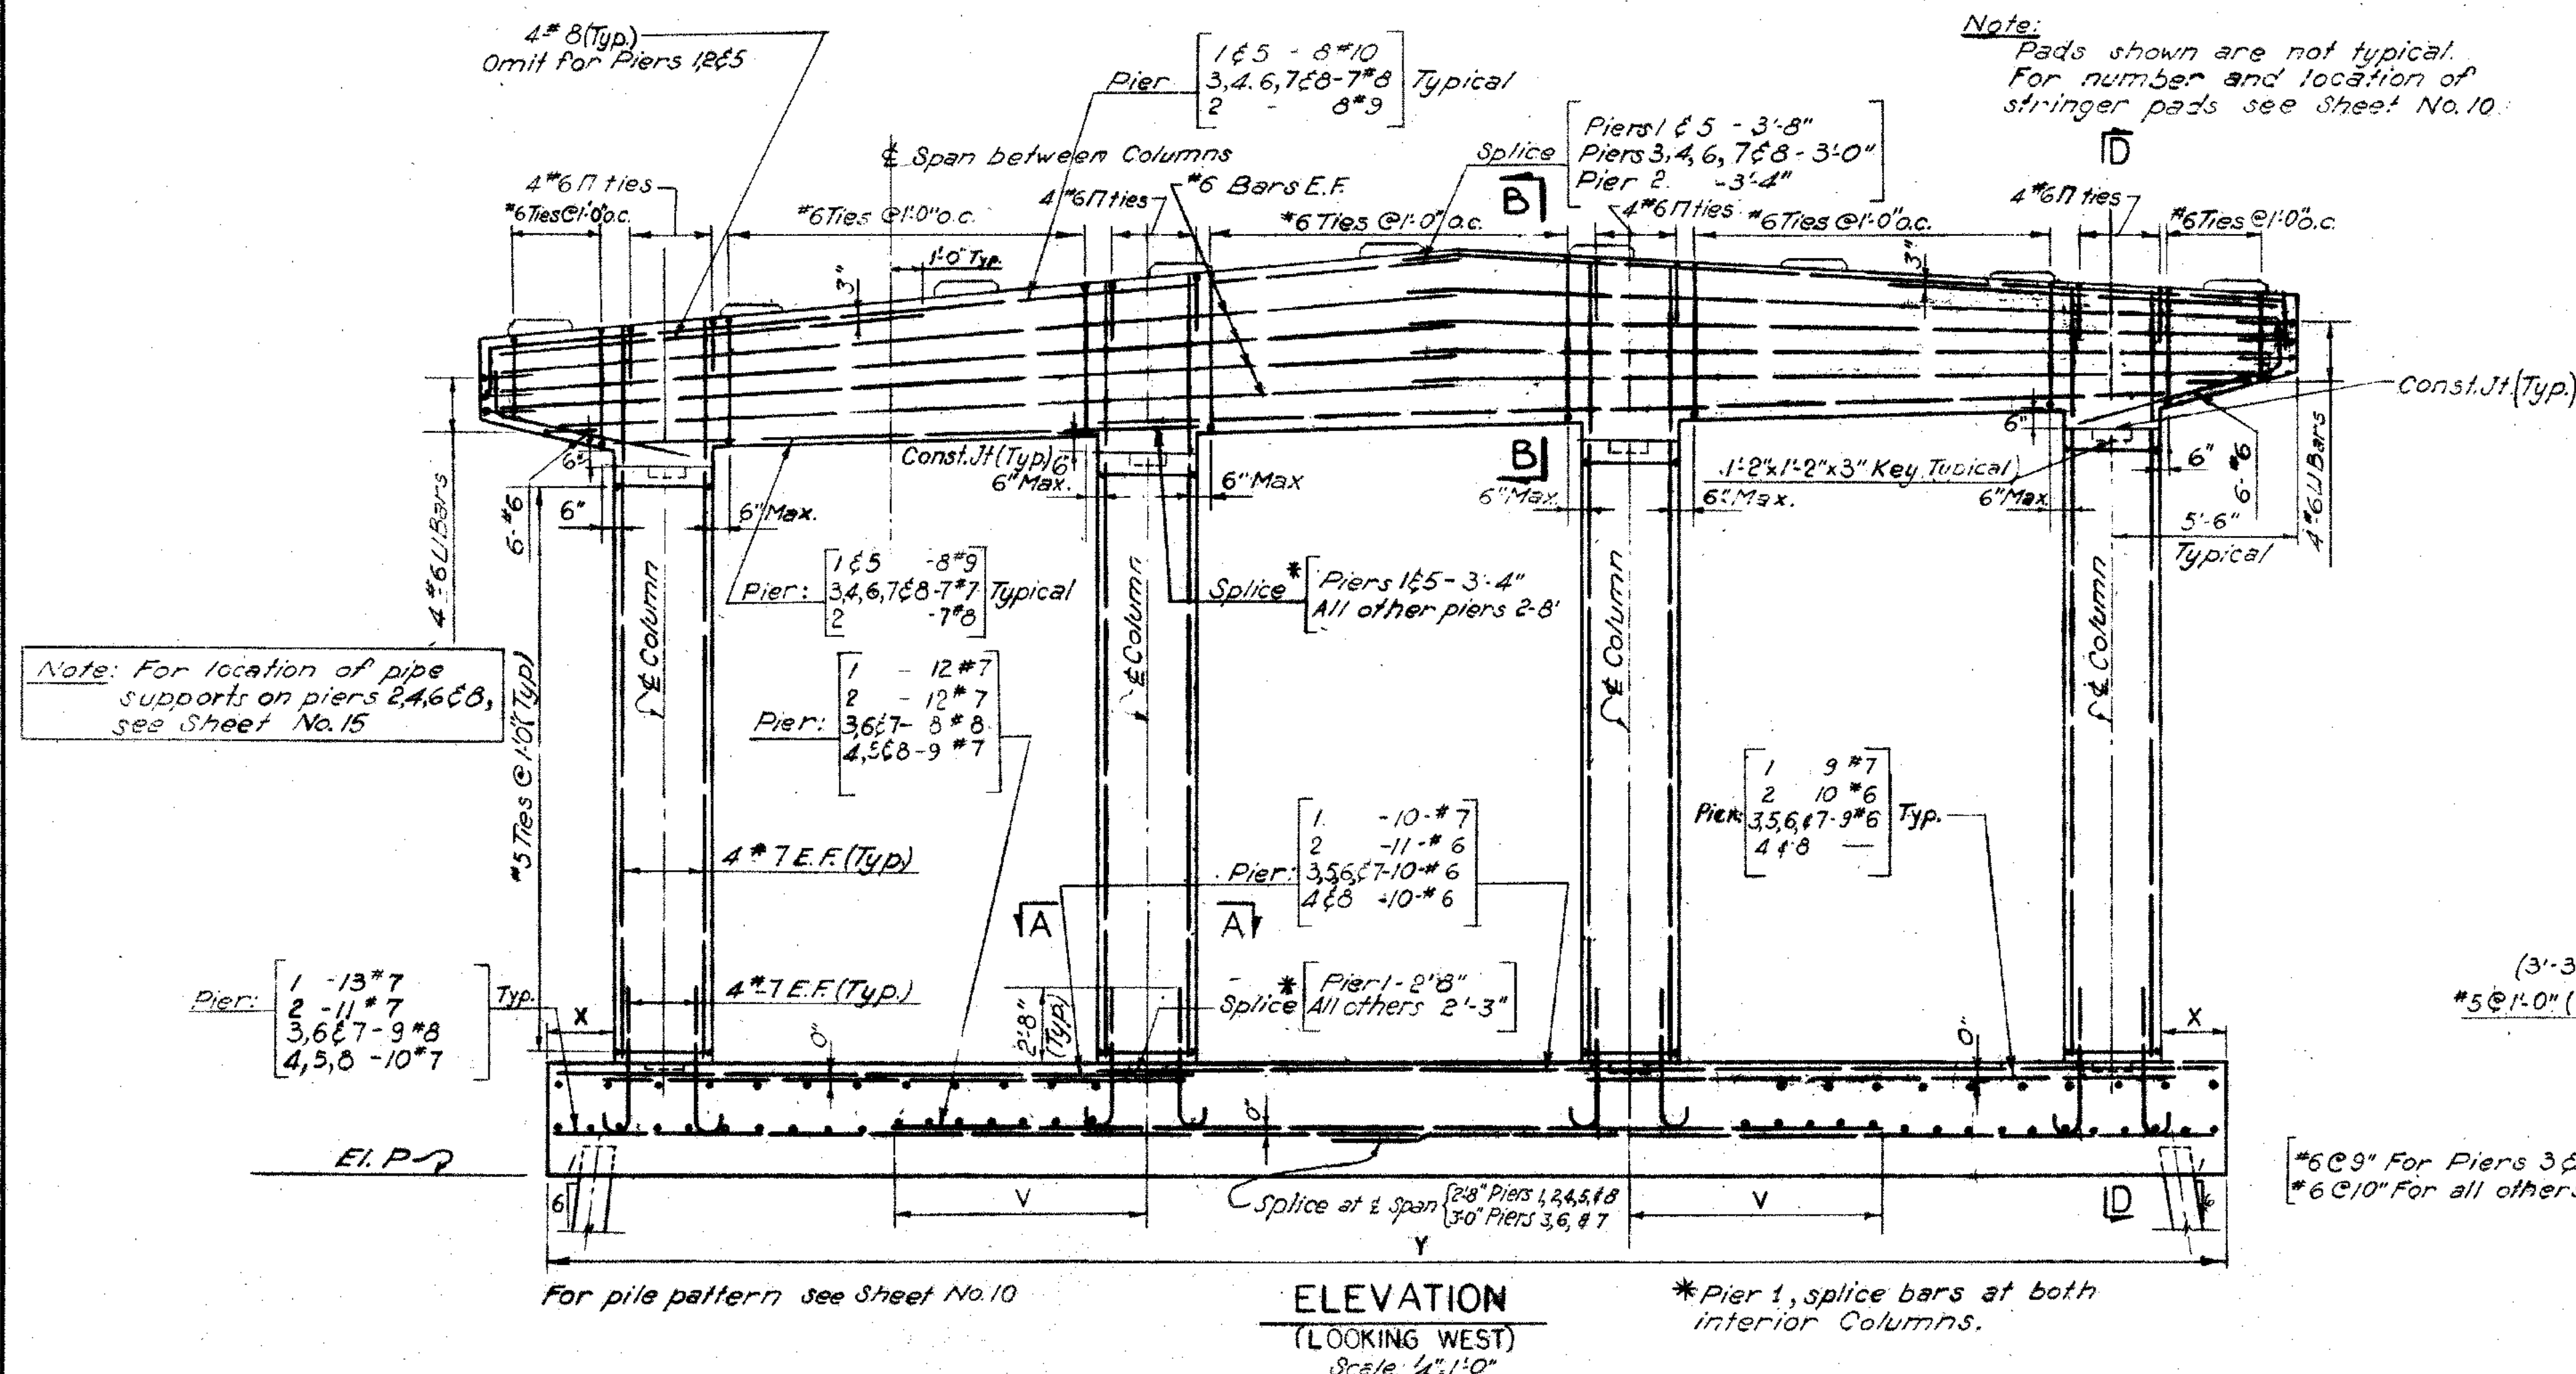 4#8(Typ.)
Omit for Piers 1,2&5
Pier
1&5 - 8#10
3,4,6,7&8-7#8
2 - 8#9
Typical
Note:
Pads shown are not typical.
For number and location of
stringer pads see Sheet No.10.
℄ Span between Columns
Splice
Piers 1 & 5 - 3'-8"
Piers 3,4,6,7&8 - 3'-0"
Pier 2. - 3'-4"
D
B
4#6 ⊓ ties
#6 Ties @1'-0"o.c.
#6 Ties @1'-0"o.c.
4#6 ⊓ ties
#6 Bars E.F.
#6 Ties @1'-0"o.c.
4#6 ⊓ ties
#6 Ties @1'-0"o.c.
4#6 ⊓ ties
#6 Ties @1'-0"o.c.
1'-0" Typ.
3"
3"
Const.Jt.(Typ.)
4-#6 ⊔ Bars
6-#6
6"
6"
6" Max.
Const.Jt.(Typ.)
6"
6" Max.
6" Max
B
6" Max.
1'-2"x1'-2"x3" Key Typical
6" Max.
6" Max.
6"
6"
6-#6
4-#6 ⊔ Bars
5'-6"
Typical
Pier:
1&5 -8#9
3,4,6,7&8-7#7
2 -7#8
Typical
Splice *
Piers 1&5 - 3'-4"
All other piers 2-8'
℄ Column
℄ Column
℄ Column
℄ Column
Note: For location of pipe
supports on piers 2,4,6&8,
see Sheet No.15
#5 Ties @ 1'-0" (Typ)
Pier:
1 - 12#7
2 - 12#7
3,6&7- 8#8
4,5&8-9 #7
4#7 E.F.(Typ.)
Pier:
1. -10-#7
2 -11-#6
3,5,6,&7-10-#6
4&8 -10-#6
Pier:
1 9 #7
2 10 #6
3,5,6,&7-9#6
4 & 8 —
Typ.
A
A
Pier:
1 -13#7
2 -11#7
3,6&7-9#8
4,5,8 -10#7
Typ.
4-#7 E.F.(Typ.)
X
2'-8"
(Typ)
* Splice
Pier 1 - 2'8"
All others 2'-3"
(3'-3
#5@1'-0" (
X
El. P
6
1
V
Splice at ℄ Span
2'-8" Piers 1,2,4,5,&8
3'-0" Piers 3,6,&7
V
D
1
#6@9" For Piers 3&
#6@10" For all others
Y
For pile pattern see Sheet No.10
ELEVATION
(LOOKING WEST)
Scale: 1/4"=1'-0"
*Pier 1, splice bars at both
interior Columns.